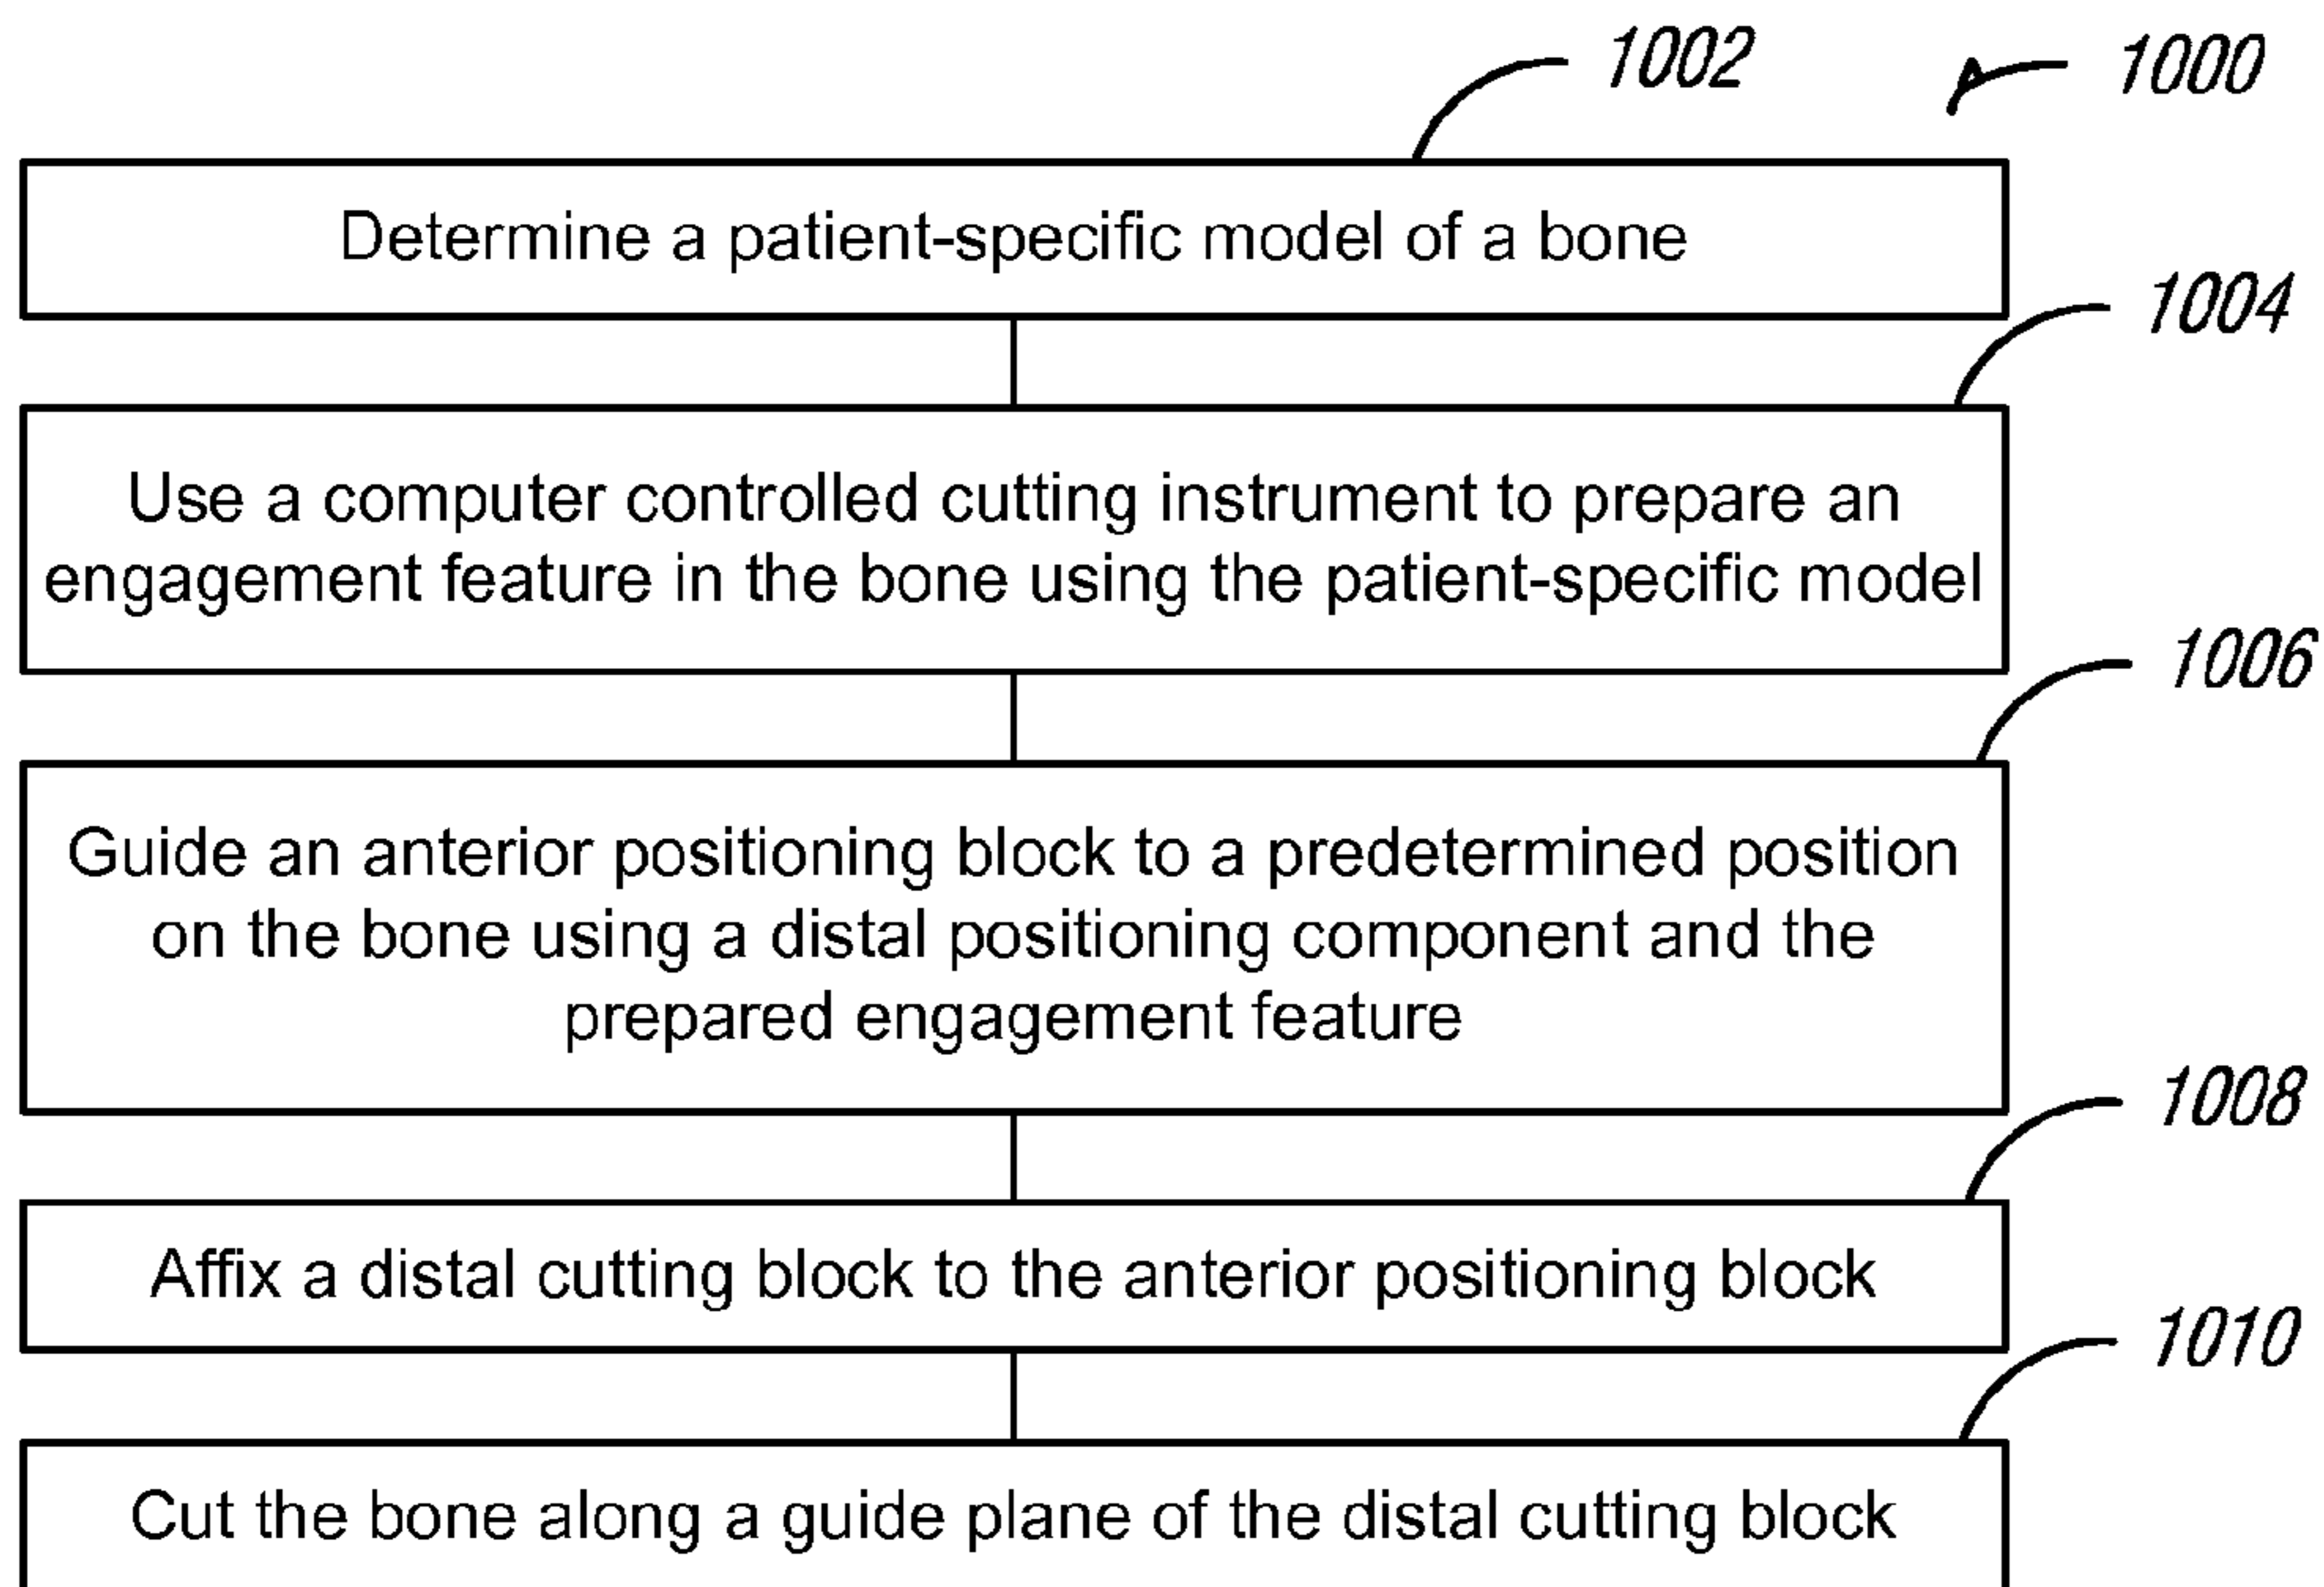 1002
1000
Determine a patient-specific model of a bone
1004
Use a computer controlled cutting instrument to prepare an
engagement feature in the bone using the patient-specific model
1006
Guide an anterior positioning block to a predetermined position
on the bone using a distal positioning component and the
prepared engagement feature
1008
Affix a distal cutting block to the anterior positioning block
1010
Cut the bone along a guide plane of the distal cutting block